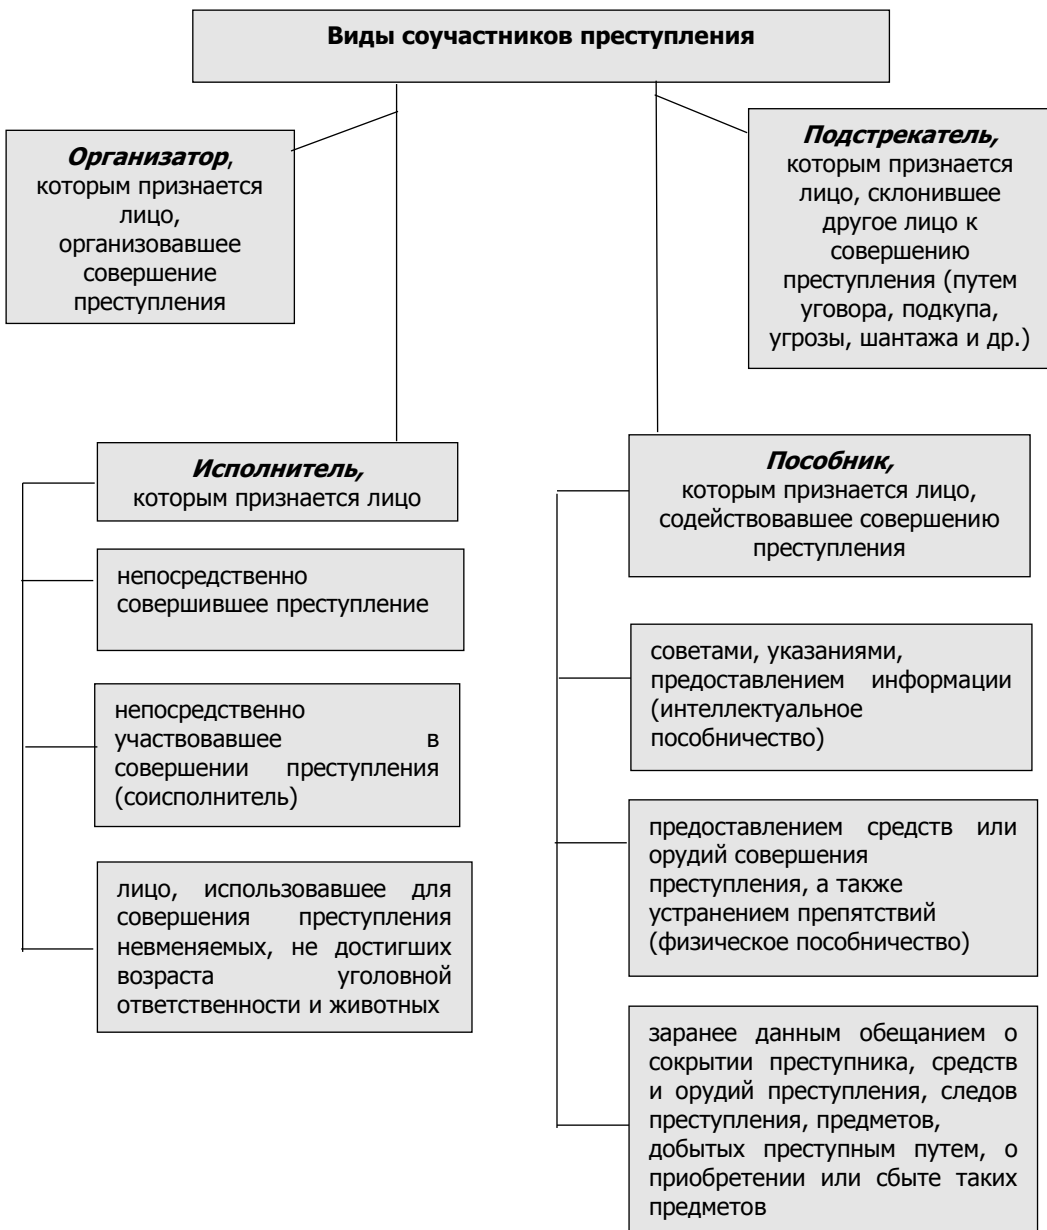 Виды соучастников преступления
Организатор,
которым признается
лицо,
организовавшее
совершение
преступления
Подстрекатель,
которым признается
лицо, склонившее
другое лицо к
совершению
преступления (путем
уговора, подкупа,
угрозы, шантажа и др.)
Исполнитель,
которым признается лицо
непосредственно
совершившее преступление
непосредственно
участвовавшее в
совершении преступления
(соисполнитель)
лицо, использовавшее для
совершения преступления
невменяемых, не достигших
возраста уголовной
ответственности и животных
Пособник,
которым признается лицо,
содействовавшее совершению
преступления
советами, указаниями,
предоставлением информации
(интеллектуальное
пособничество)
предоставлением средств или
орудий совершения
преступления, а также
устранением препятствий
(физическое пособничество)
заранее данным обещанием о
сокрытии преступника, средств
и орудий преступления, следов
преступления, предметов,
добытых преступным путем, о
приобретении или сбыте таких
предметов